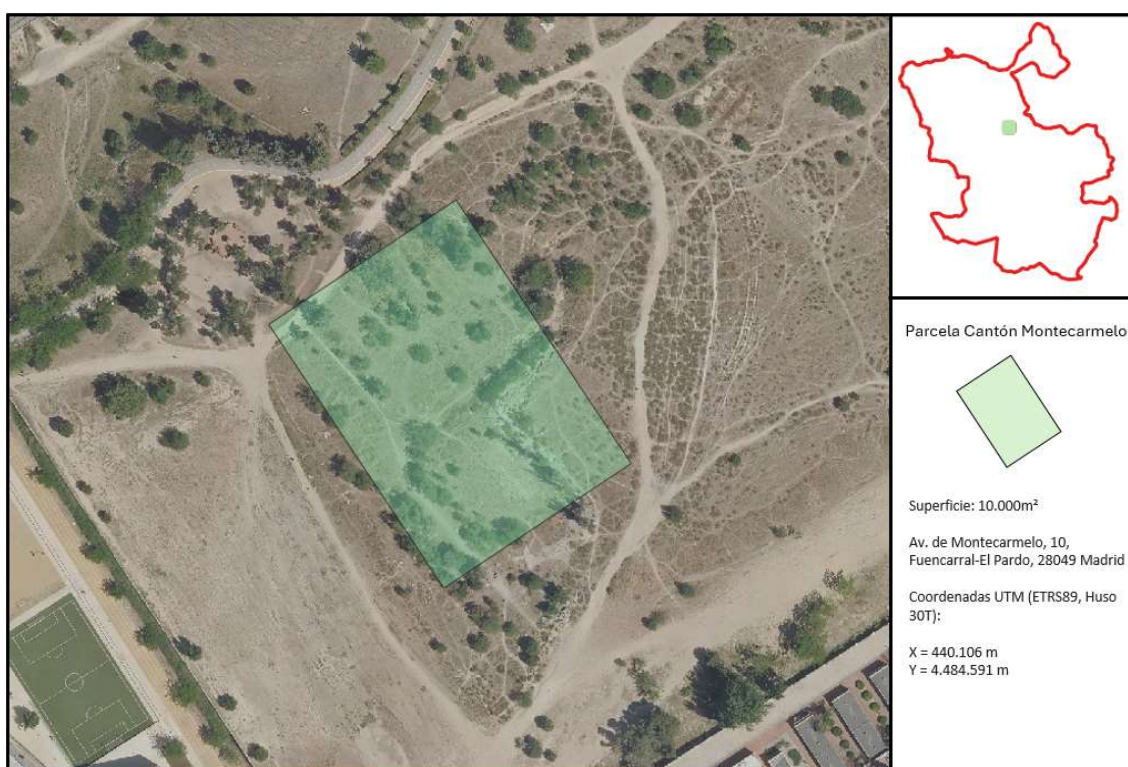 Parcela Cantón Montecarmelo
Superficie: 10.000m²
Av. de Montecarmelo, 10,
Fuencarral-El Pardo, 28049 Madrid
Coordenadas UTM (ETRS89, Huso
30T):
X = 440.106 m
Y = 4.484.591 m